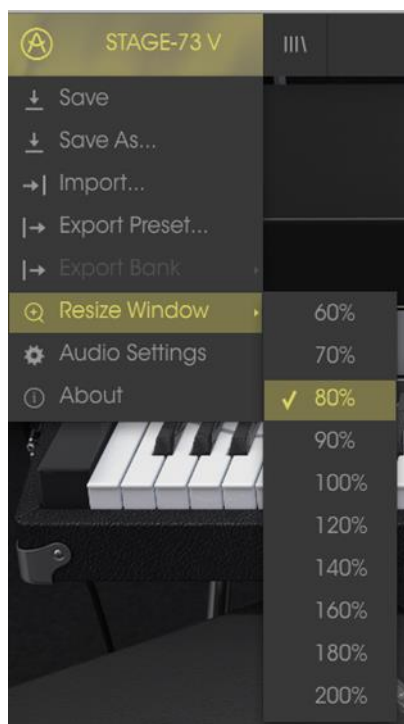 STAGE-73 V
Save
Save As...
Import...
Export Preset...
Export Bank
Resize Window
Audio Settings
About
60%
70%
80%
90%
100%
120%
140%
160%
180%
200%